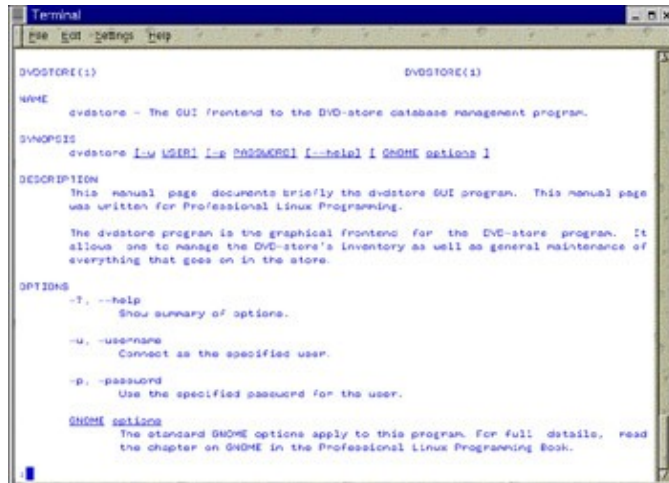 Terminal
File Edit Settings Help
DVDSTORE(1) DVDSTORE(1)
NAME
dvdstore - The GUI frontend to the DVD-store database management program.
SYNOPSIS
dvdstore [-u USER] [-p PASSWORD] [--help] [ GNOME options ]
DESCRIPTION
This manual page documents briefly the dvdstore GUI program. This manual page
was written for Professional Linux Programming.
The dvdstore program is the graphical frontend for the DVD-store program. It
allows one to manage the DVD-store's inventory as well as general maintenance of
everything that goes on in the store.
OPTIONS
-?, --help
Show summary of options.
-u, -username
Connect as the specified user.
-p, -password
Use the specified password for the user.
GNOME options
The standard GNOME options apply to this program. For full details, read
the chapter on GNOME in the Professional Linux Programming Book.
: